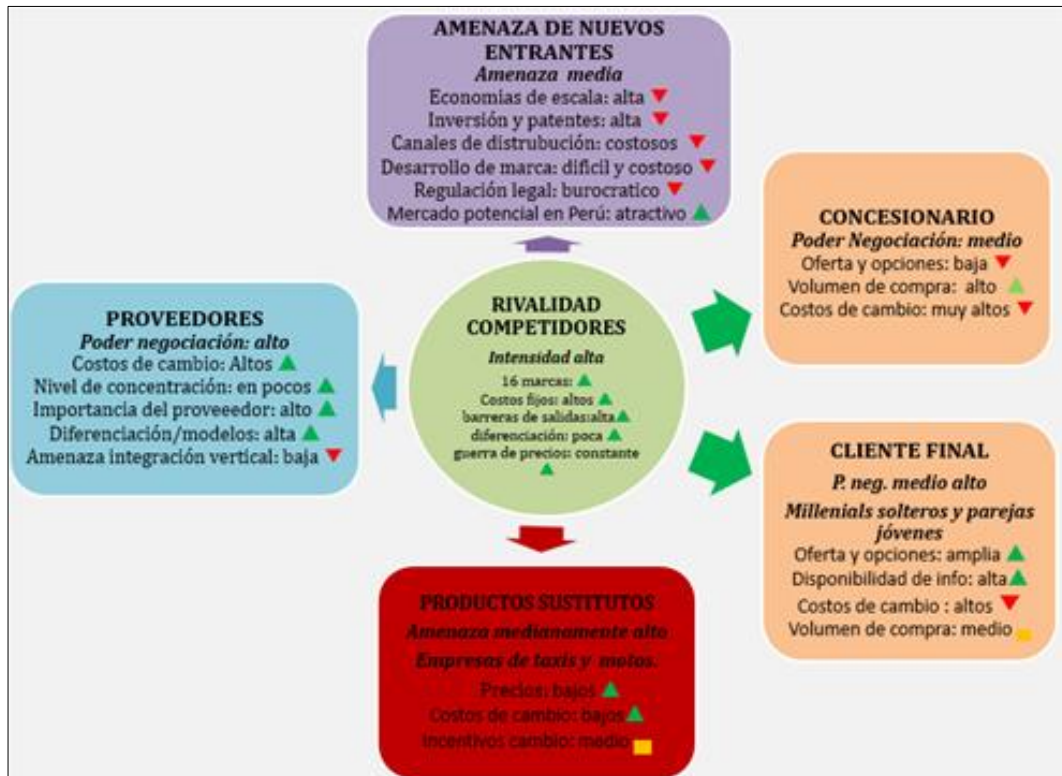 AMENAZA DE NUEVOS
ENTRANTES
Amenaza media
Economias de escala: alta
Inversión y patentes: alta
Canales de distrubución: costosos
Desarrollo de marca: dificil y costoso
Regulación legal: burocratico
Mercado potencial en Perú: atractivo
CONCESIONARIO
Poder Negociación: medio
Oferta y opciones: baja
Volumen de compra: alto
Costos de cambio: muy altos
PROVEEDORES
Poder negociación: alto
Costos de cambio: Altos
Nivel de concentración: en pocos
Importancia del proveeedor: alto
Diferenciación/modelos: alta
Amenaza integración vertical: baja
RIVALIDAD
COMPETIDORES
Intensidad alta
16 marcas:
Costos fijos: altos
barreras de salidas:alta
diferenciación: poca
guerra de precios: constante
CLIENTE FINAL
P. neg. medio alto
Millenials solteros y parejas
jóvenes
Oferta y opciones: amplia
Disponibilidad de info: alta
Costos de cambio : altos
Volumen de compra: medio
PRODUCTOS SUSTITUTOS
Amenaza medianamente alto
Empresas de taxis y motos.
Precios: bajos
Costos de cambio: bajos
Incentivos cambio: medio